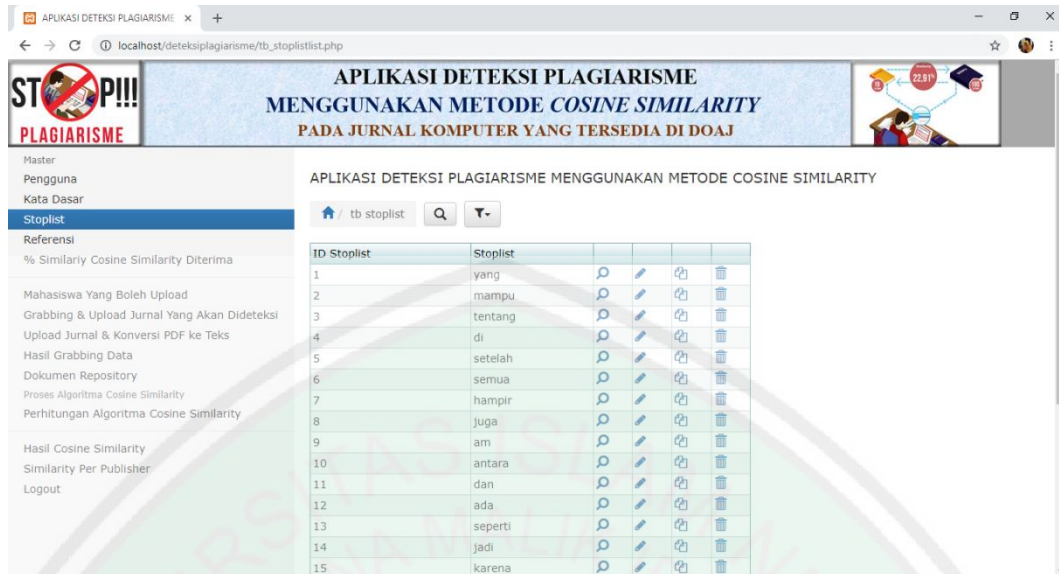 APLIKASI DETEKSI PLAGIARISME
localhost/deteksiplagiarisme/tb_stoplistlist.php
STOP!!!
PLAGIARISME
APLIKASI DETEKSI PLAGIARISME
MENGGUNAKAN METODE COSINE SIMILARITY
PADA JURNAL KOMPUTER YANG TERSEDIA DI DOAJ
22.81%
Master
Pengguna
Kata Dasar
Stoplist
Referensi
% Similariy Cosine Similarity Diterima
Mahasiswa Yang Boleh Upload
Grabbing & Upload Jurnal Yang Akan Dideteksi
Upload Jurnal & Konversi PDF ke Teks
Hasil Grabbing Data
Dokumen Repository
Proses Algoritma Cosine Similarity
Perhitungan Algoritma Cosine Similarity
Hasil Cosine Similarity
Similarity Per Publisher
Logout
APLIKASI DETEKSI PLAGIARISME MENGGUNAKAN METODE COSINE SIMILARITY
/ tb stoplist
ID Stoplist Stoplist
1 yang
2 mampu
3 tentang
4 di
5 setelah
6 semua
7 hampir
8 juga
9 am
10 antara
11 dan
12 ada
13 seperti
14 jadi
15 karena